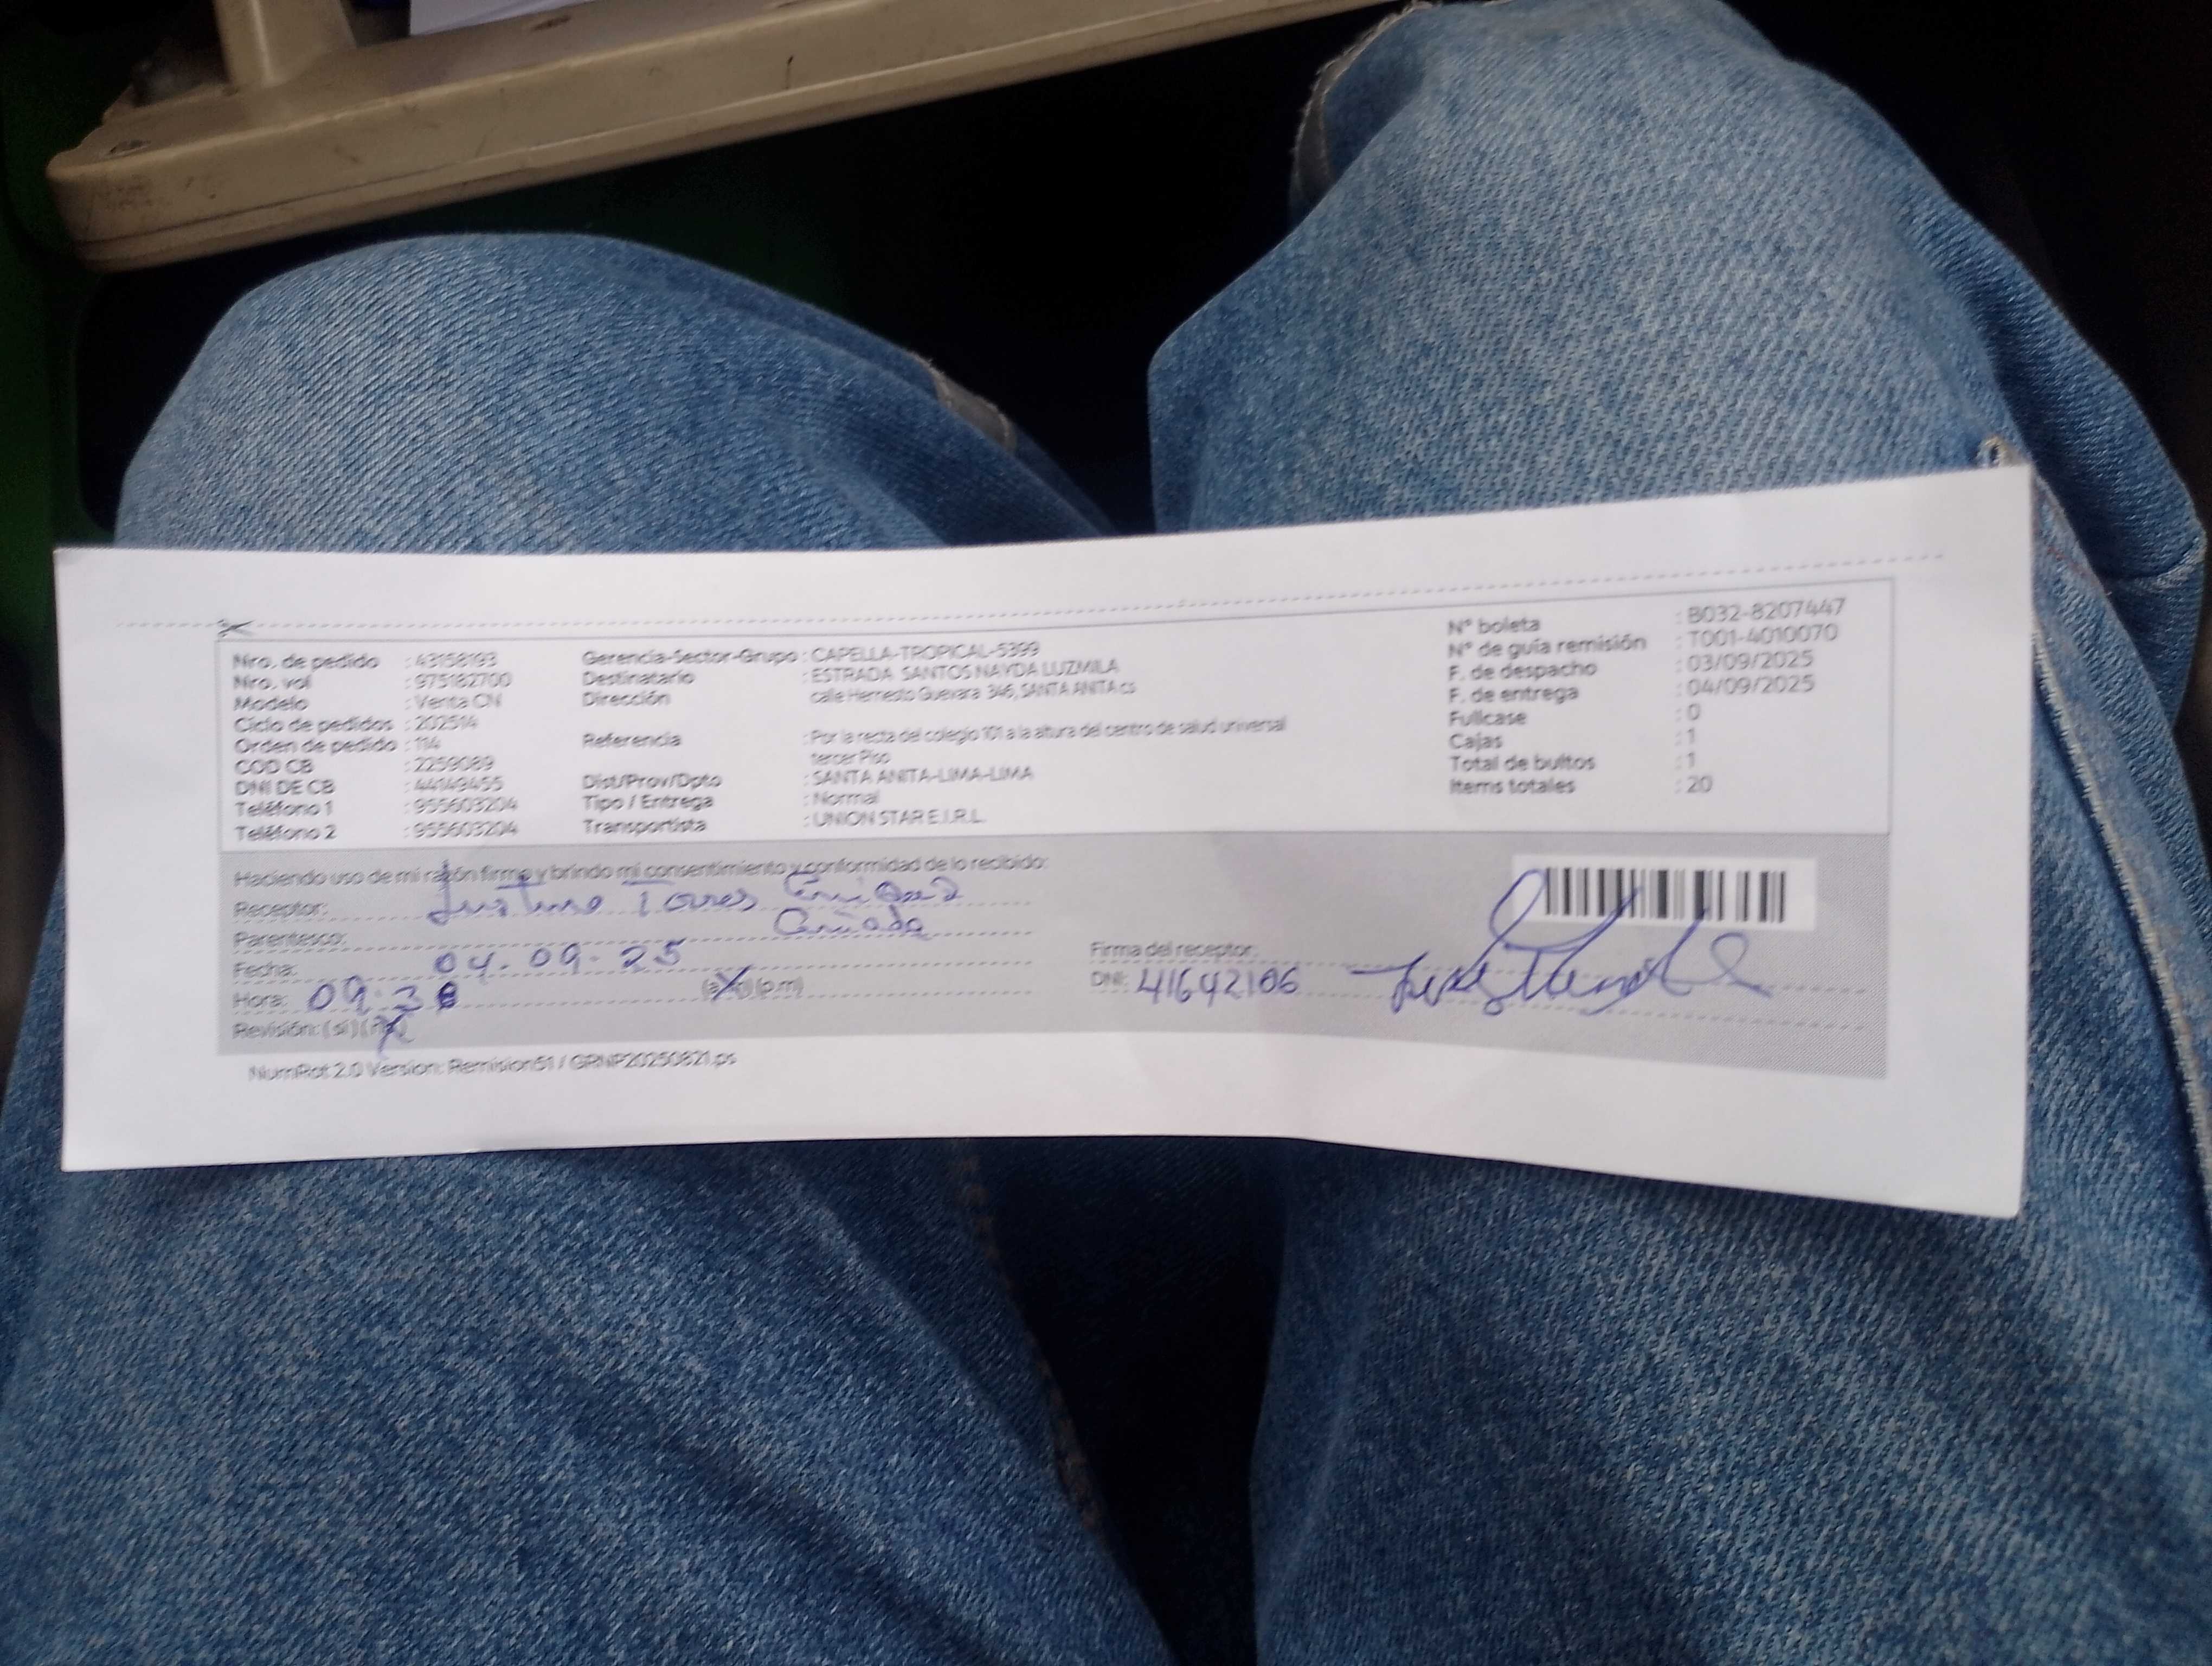 Nro. de pedido : 43158193
Nro. vol : 975182700
Modelo : Venta CN
Ciclo de pedidos : 202514
Orden de pedido : 114
COD CB : 2259089
DNI DE CB : 44149455
Teléfono 1 : 955603204
Teléfono 2 : 955603204
Gerencia-Sector-Grupo : CAPELLA-TROPICAL-5399
Destinatario : ESTRADA SANTOS NAYDA LUZMILA
Dirección calle Hernesto Guevara 346, SANTA ANITA cs
Referencia : Por la recta del colegio 101 a la altura del centro de salud universal
tercer Piso
Dist/Prov/Dpto : SANTA ANITA-LIMA-LIMA
Tipo / Entrega : Normal
Transportista : UNION STAR E.I.R.L.
N° boleta : B032-8207447
N° de guía remisión : T001-4010070
F. de despacho : 03/09/2025
F. de entrega : 04/09/2025
Fullcase : 0
Cajas : 1
Total de bultos : 1
Items totales : 20
Haciendo uso de mi razón firmo y brindo mi consentimiento y conformidad de lo recibido:
Receptor: Torres
Parentesco: Cuñada
Fecha: 04.09.25
Hora: 09:38 (a.m) (p.m)
Revisión: (si) (no)
Firma del receptor:
DNI: 41642106
NumRot 2.0 Version: Remision51 / GRNP20250821.ps